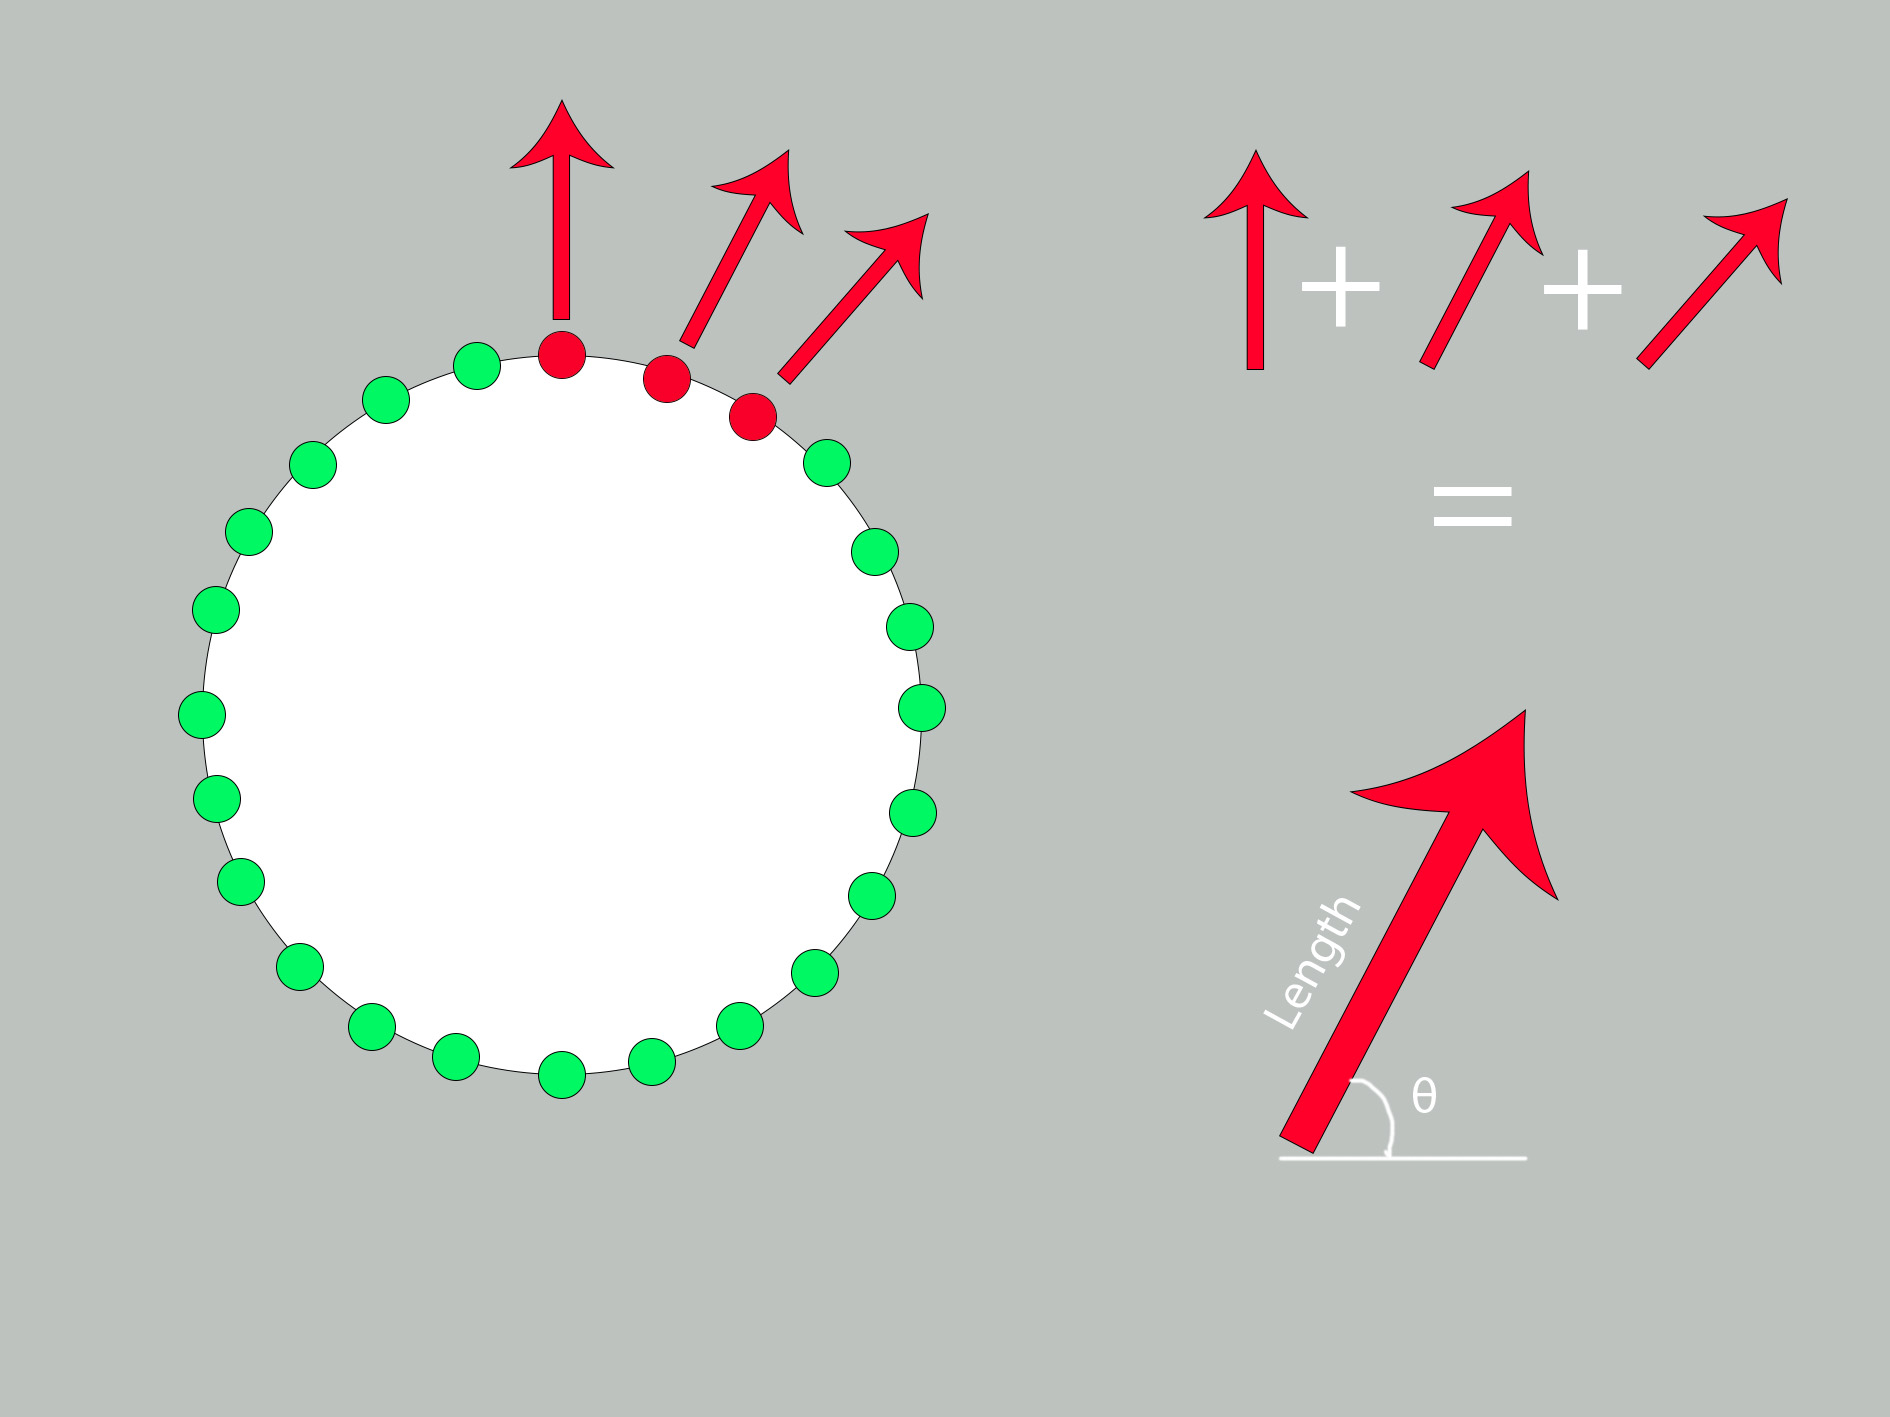 + +
=
Length
θ